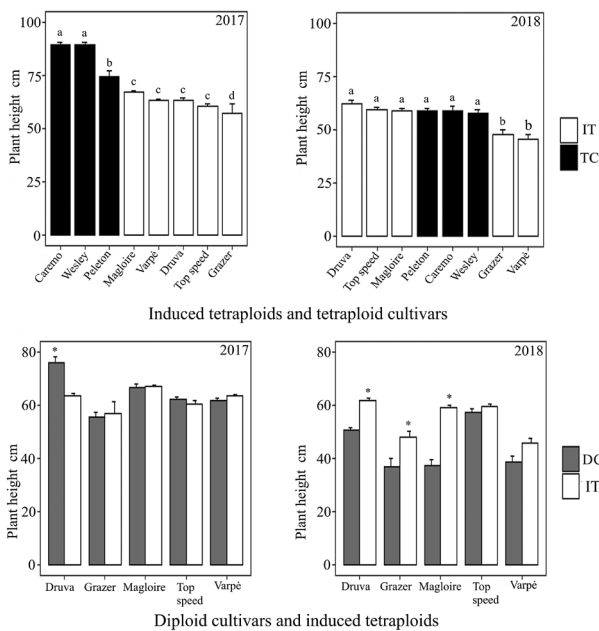 2017
Plant height cm
100
75
50
25
0
a a b c c c c d
Caremo Wesley Peleton Magloire Varpė Druva Top speed Grazer
2018
Plant height cm
100
75
50
25
0
a a a a a a b b
Druva Top speed Magloire Peleton Caremo Wesley Grazer Varpė
IT
TC
Induced tetraploids and tetraploid cultivars
2017
Plant height cm
80
60
40
20
0
*
Druva Grazer Magloire Top Varpė
speed
2018
Plant height cm
80
60
40
20
0
* * *
Druva Grazer Magloire Top Varpė
speed
IT
Diploid cultivars and induced tetraploids